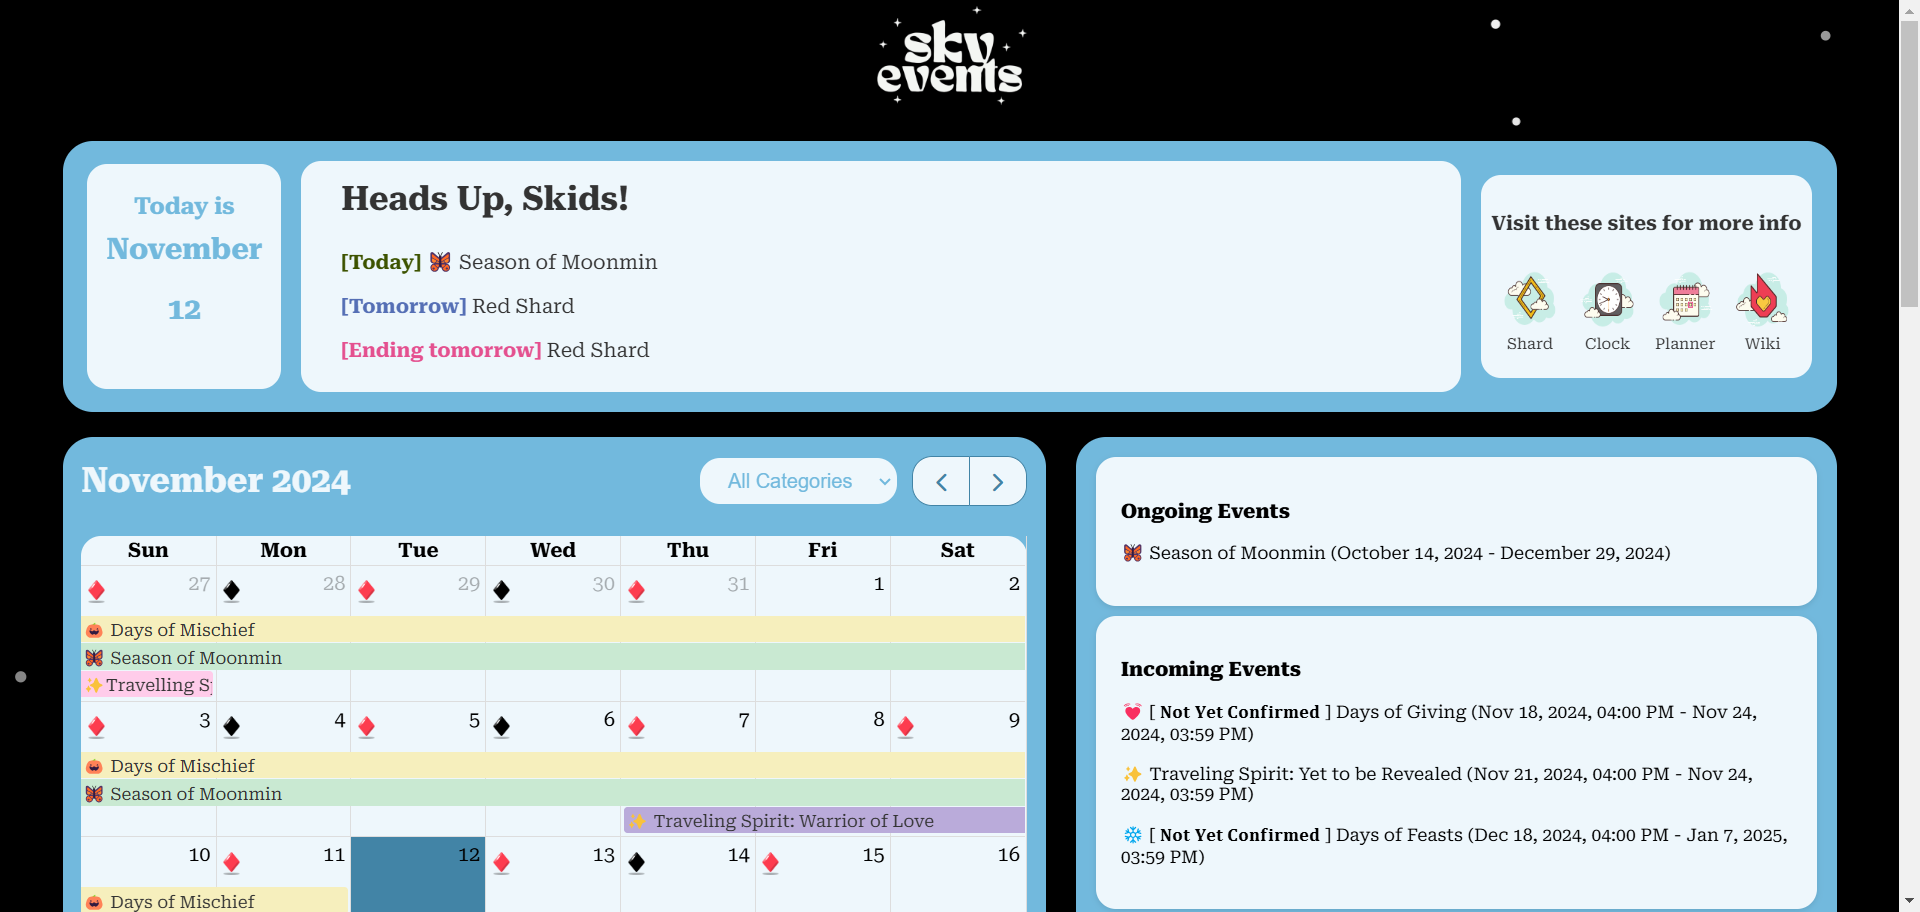 sky
events
Today is
November
12
Heads Up, Skids!
[Today] 🦋 Season of Moonmin
[Tomorrow] Red Shard
[Ending tomorrow] Red Shard
Visit these sites for more info
Shard Clock Planner Wiki
November 2024
All Categories
Sun Mon Tue Wed Thu Fri Sat
27 28 29 30 31 1 2
Days of Mischief
Season of Moonmin
Travelling S
3 4 5 6 7 8 9
Days of Mischief
Season of Moonmin
Traveling Spirit: Warrior of Love
10 11 12 13 14 15 16
Days of Mischief
Ongoing Events
🦋 Season of Moonmin (October 14, 2024 - December 29, 2024)
Incoming Events
💓 [ Not Yet Confirmed ] Days of Giving (Nov 18, 2024, 04:00 PM - Nov 24,
2024, 03:59 PM)
✨ Traveling Spirit: Yet to be Revealed (Nov 21, 2024, 04:00 PM - Nov 24,
2024, 03:59 PM)
❄️ [ Not Yet Confirmed ] Days of Feasts (Dec 18, 2024, 04:00 PM - Jan 7, 2025,
03:59 PM)